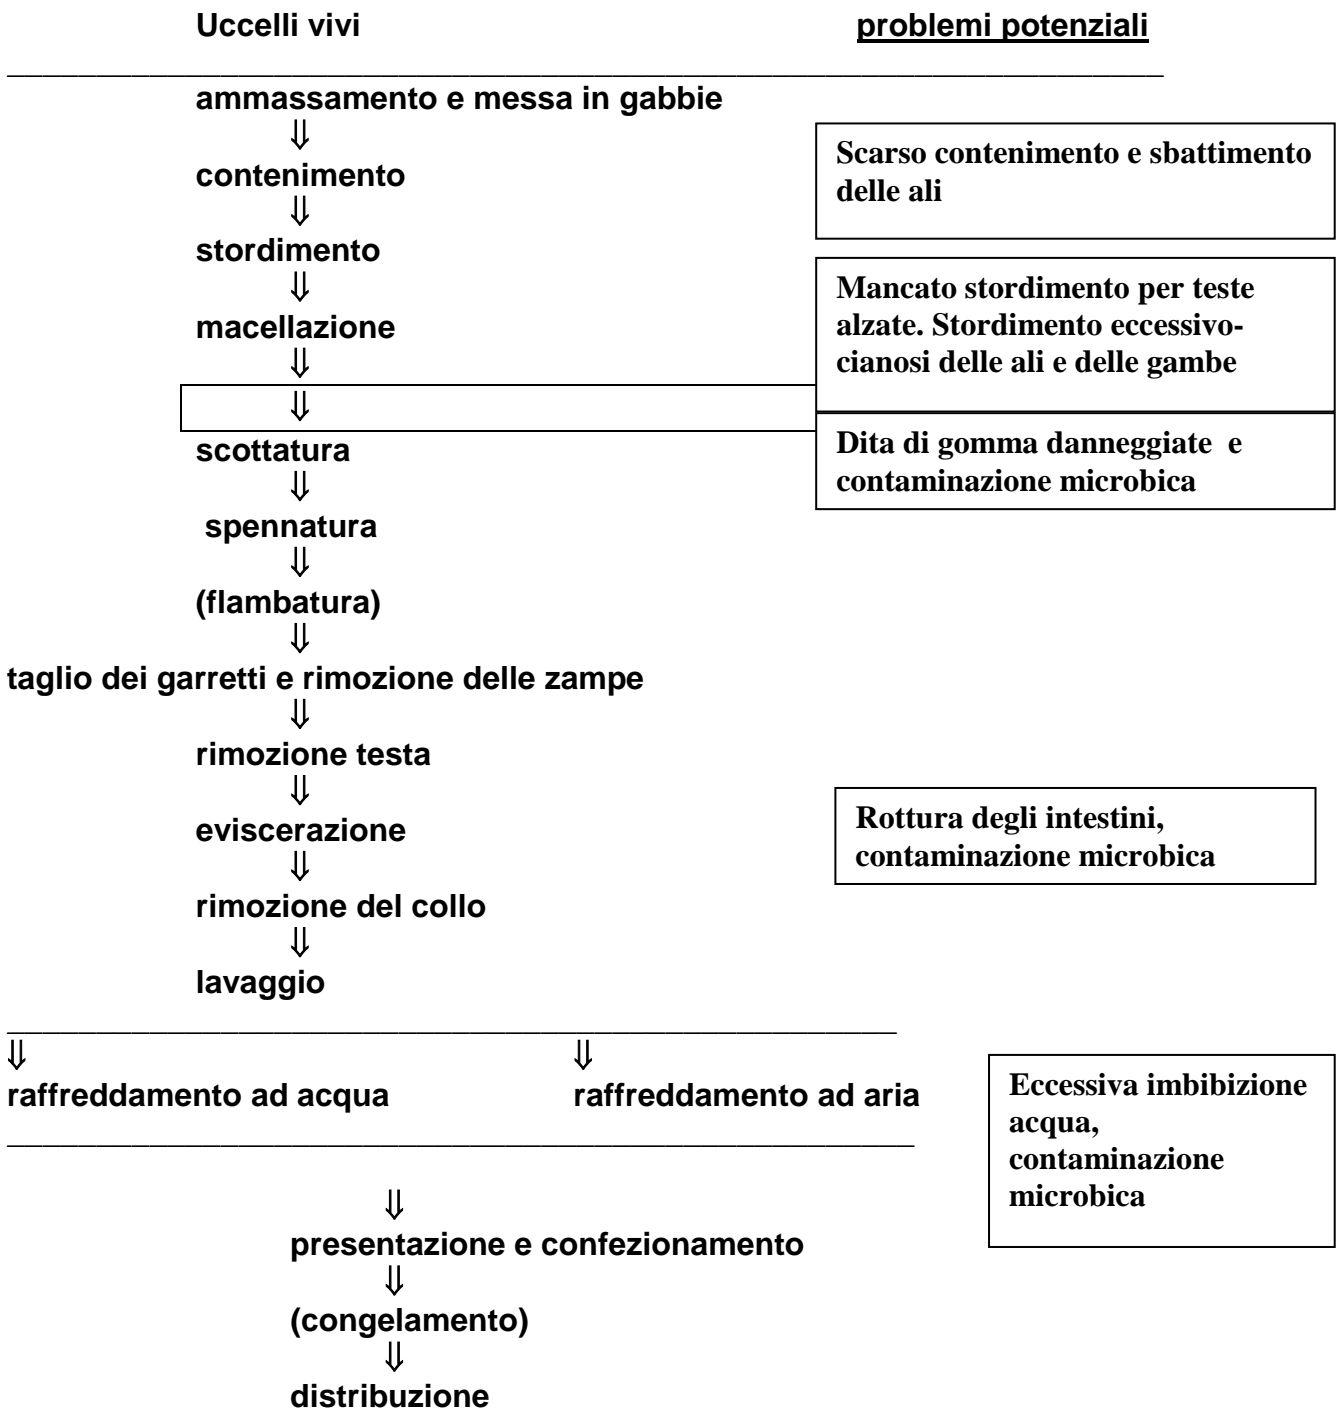 Uccelli vivi problemi potenziali
ammassamento e messa in gabbie
⇓
contenimento
Scarso contenimento e sbattimento
delle ali
⇓
stordimento
⇓
macellazione
Mancato stordimento per teste
alzate. Stordimento eccessivo-
cianosi delle ali e delle gambe
⇓
⇓
scottatura
Dita di gomma danneggiate e
contaminazione microbica
⇓
spennatura
⇓
(flambatura)
⇓
taglio dei garretti e rimozione delle zampe
⇓
rimozione testa
⇓
eviscerazione
Rottura degli intestini,
contaminazione microbica
⇓
rimozione del collo
⇓
lavaggio
⇓ ⇓
raffreddamento ad acqua raffreddamento ad aria
Eccessiva imbibizione
acqua,
contaminazione
microbica
⇓
presentazione e confezionamento
⇓
(congelamento)
⇓
distribuzione